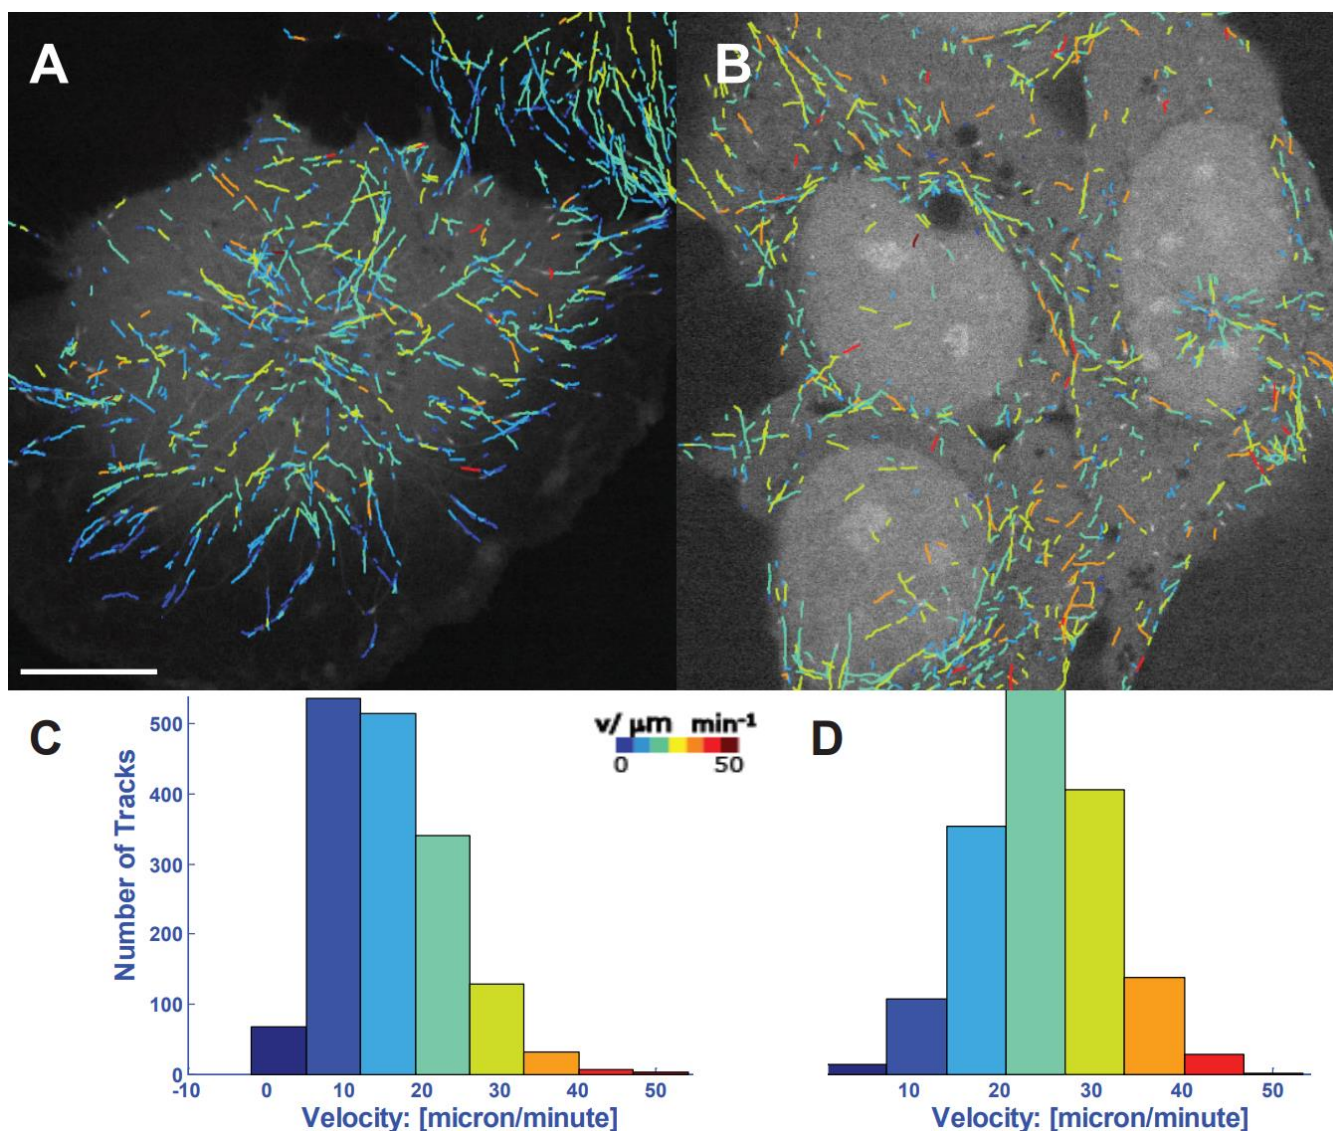 A
B
C
v/ μm min-1
0 50
D
Number of Tracks
500
400
300
200
100
0
-10 0 10 20 30 40 50
Velocity: [micron/minute]
10 20 30 40 50
Velocity: [micron/minute]